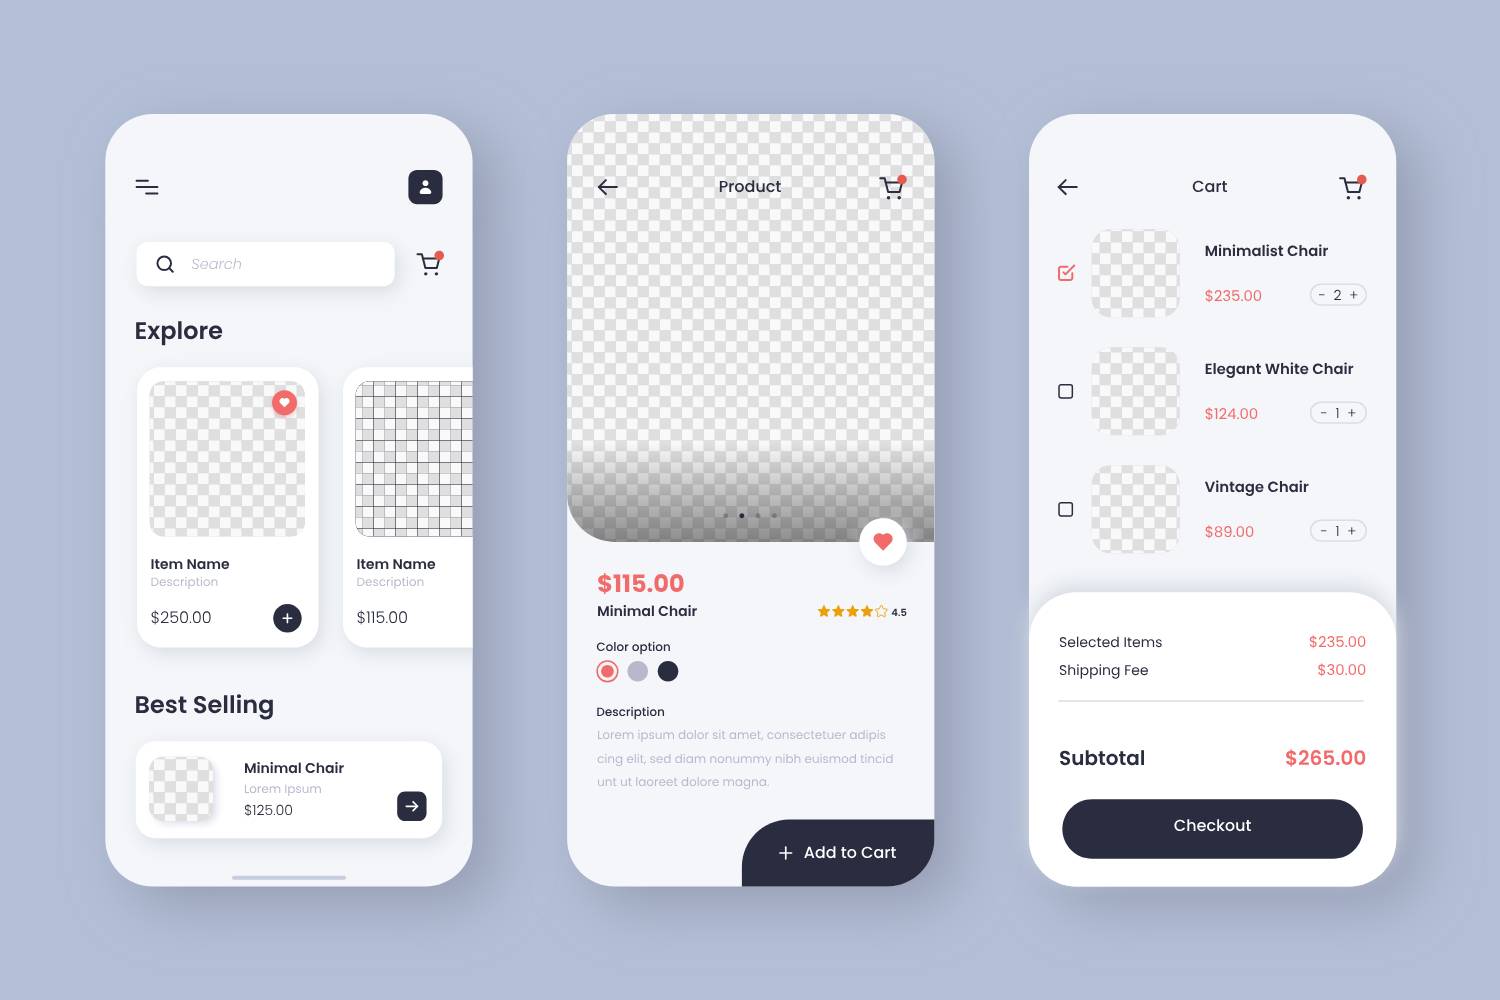 Search
Explore
Item Name
Description
$250.00
Item Name
Description
$115.00
Best Selling
Minimal Chair
Lorem Ipsum
$125.00
Product
$115.00
Minimal Chair
4.5
Color option
Description
Lorem ipsum dolor sit amet, consectetuer adipis
cing elit, sed diam nonummy nibh euismod tincid
unt ut laoreet dolore magna.
+ Add to Cart
Cart
Minimalist Chair
$235.00
- 2 +
Elegant White Chair
$124.00
- 1 +
Vintage Chair
$89.00
- 1 +
Selected Items $235.00
Shipping Fee $30.00
Subtotal $265.00
Checkout